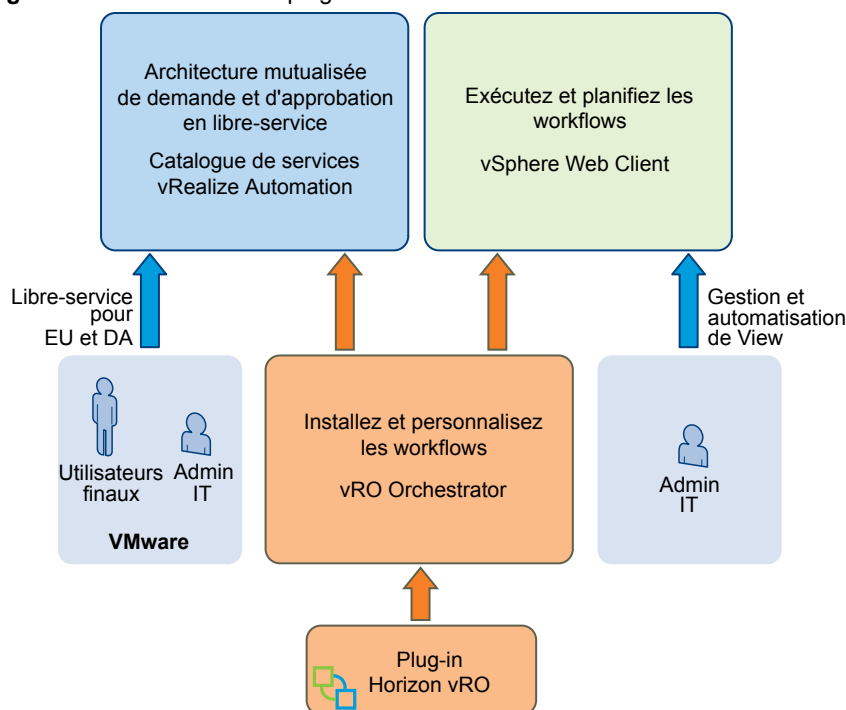 Architecture mutualisée
de demande et d'approbation
en libre-service
Catalogue de services
vRealize Automation
Exécutez et planifiez les
workflows
vSphere Web Client
Libre-service
pour
EU et DA
Gestion et
automatisation
de View
Utilisateurs
finaux
Admin
IT
VMware
Installez et personnalisez
les workflows
vRO Orchestrator
Admin
IT
Plug-in
Horizon vRO